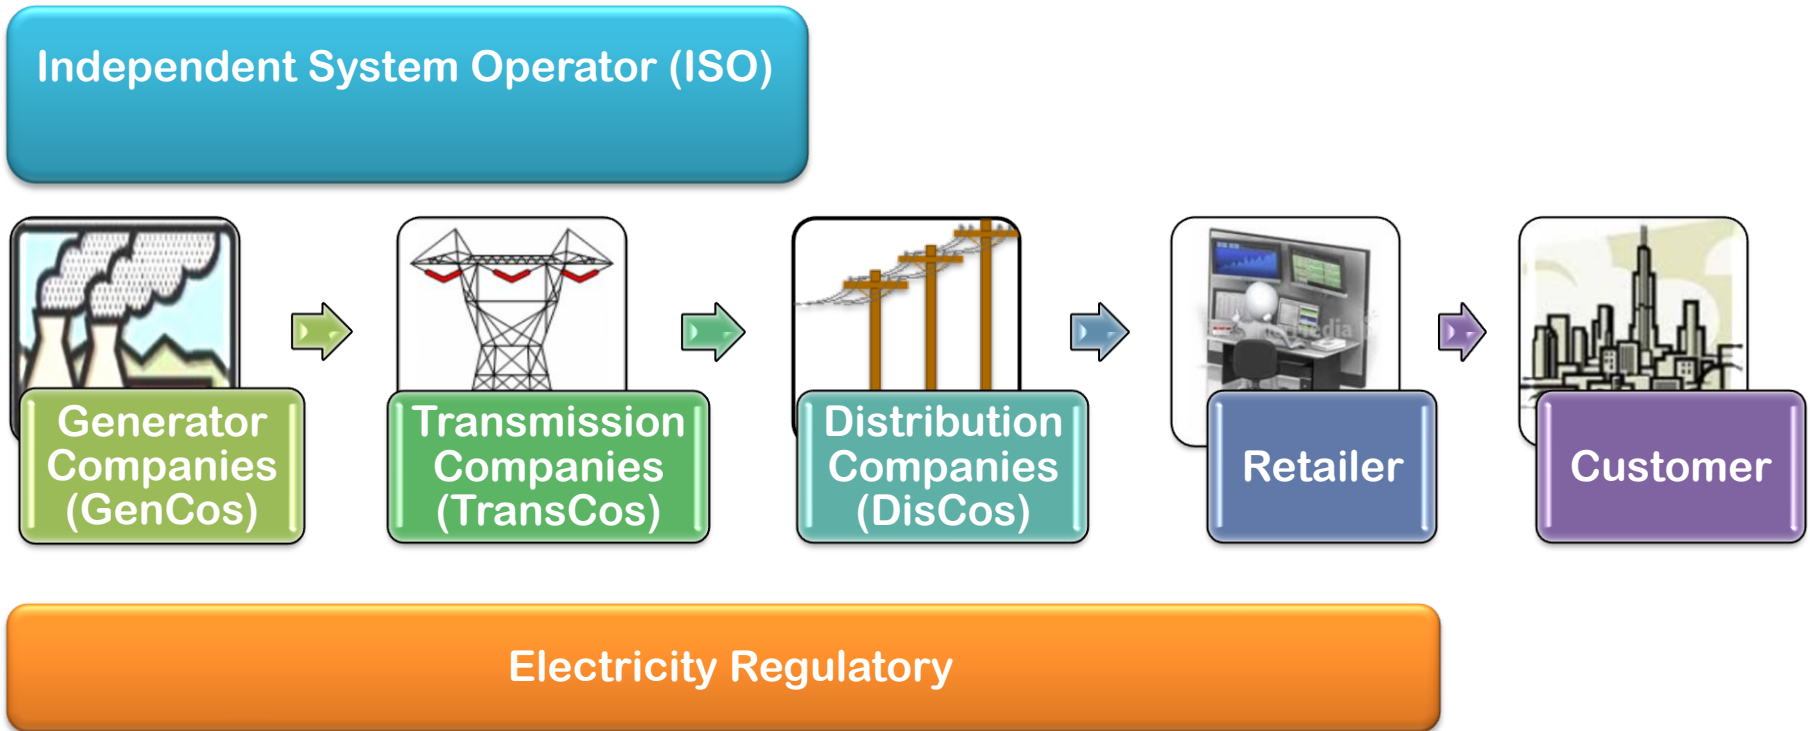 Independent System Operator (ISO)
Generator
Companies
(GenCos)
Transmission
Companies
(TransCos)
Distribution
Companies
(DisCos)
Retailer
Customer
Electricity Regulatory